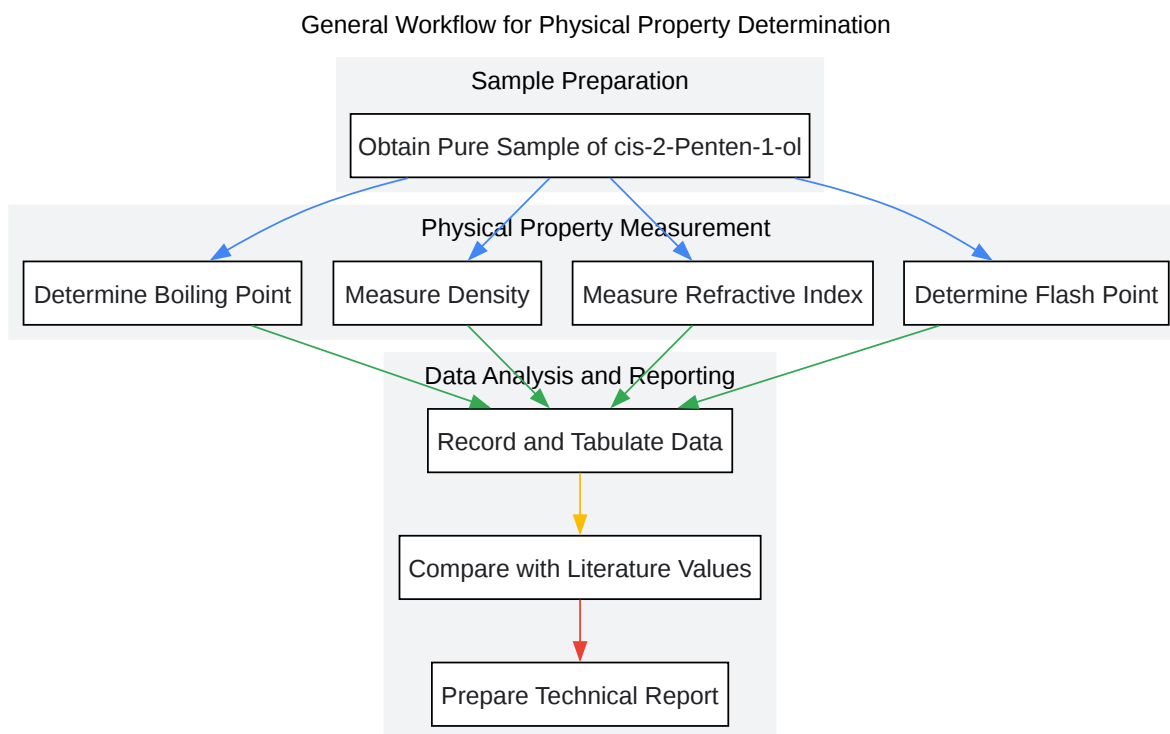 General Workflow for Physical Property Determination
Sample Preparation
Obtain Pure Sample of cis-2-Penten-1-ol
Physical Property Measurement
Determine Boiling Point
Measure Density
Measure Refractive Index
Determine Flash Point
Data Analysis and Reporting
Record and Tabulate Data
Compare with Literature Values
Prepare Technical Report